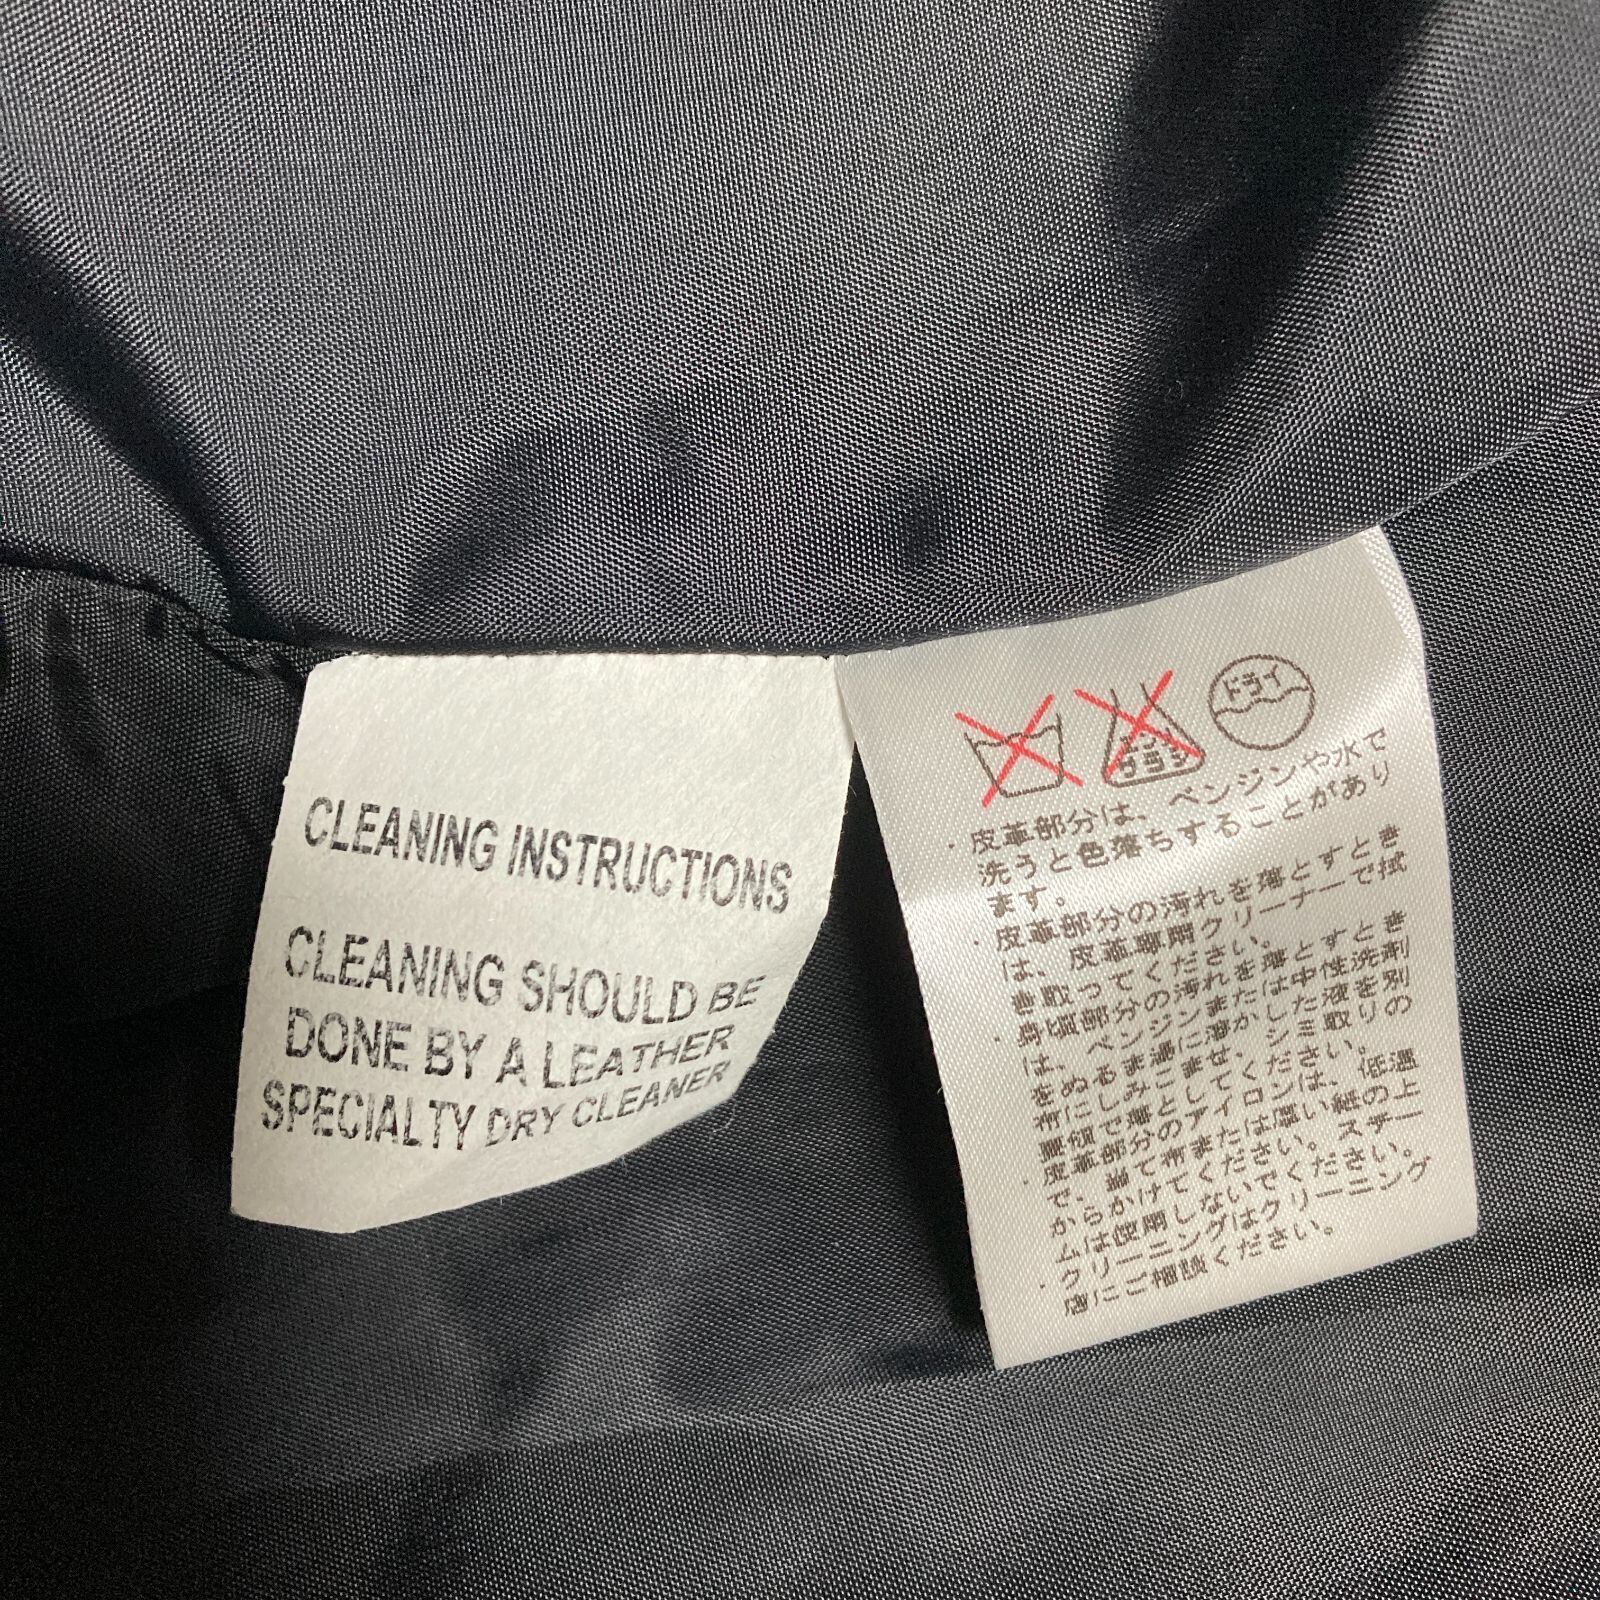 CLEANING INSTRUCTIONS
CLEANING SHOULD BE
DONE BY A LEATHER
SPECIALTY DRY CLEANER
エンソ
サラシ
ドライ
・皮革部分は、ベンジンや水で
洗うと色落ちすることがあり
ます。
・皮革部分の汚れを落とすとき
は、皮革専用クリーナーで拭
き取ってください。
・身頃部分の汚れを落とすとき
は、ベンジンまたは中性洗剤
をぬるま湯に溶かした液を別
布にしみこませ、シミ取りの
要領で落としてください。
・皮革部分のアイロンは、低温
で、当て布または厚い紙の上
からかけてください。スチー
ムは使用しないでください。
・クリーニングはクリーニング
店にご相談ください。